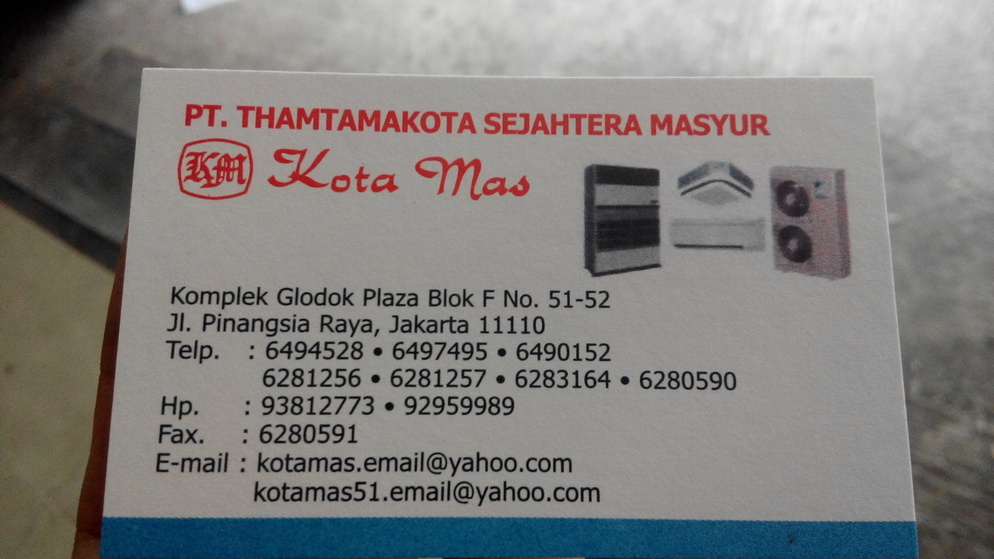 PT. THAMTAMAKOTA SEJAHTERA MASYUR
KM Kota Mas
Komplek Glodok Plaza Blok F No. 51-52
Jl. Pinangsia Raya, Jakarta 11110
Telp. : 6494528 • 6497495 • 6490152
6281256 • 6281257 • 6283164 • 6280590
Hp. : 93812773 • 92959989
Fax. : 6280591
E-mail : kotamas.email@yahoo.com
kotamas51.email@yahoo.com